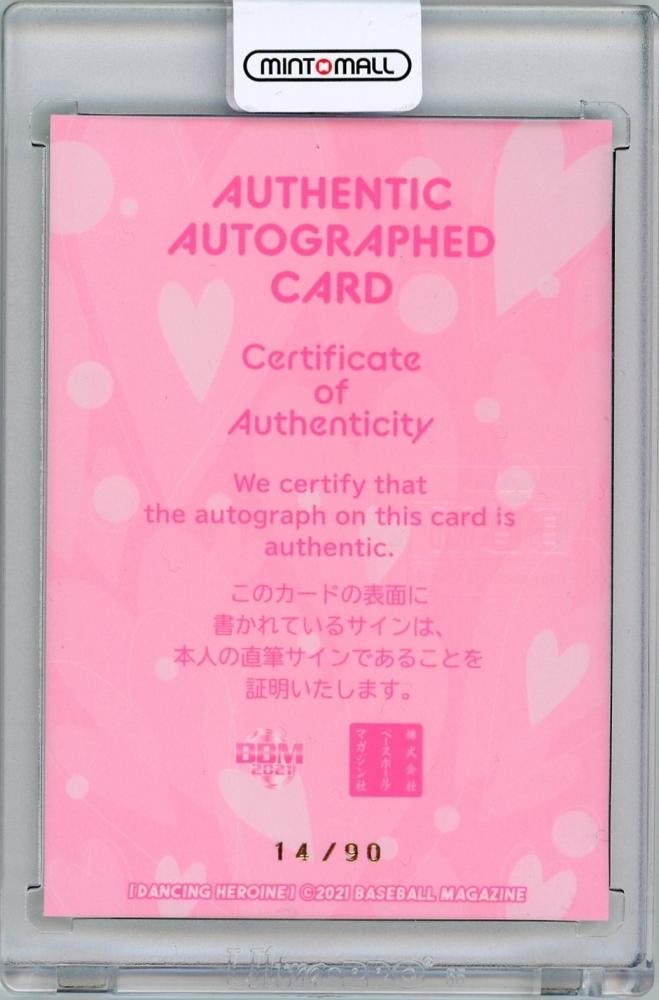 MINTMALL
AUTHENTIC
AUTOGRAPHED
CARD
Certificate
of
Authenticity
We certify that
the autograph on this card is
authentic.
このカードの表面に
書かれているサインは、
本人の直筆サインであることを
証明いたします。
BBM
2021
株式会社
ベースボール・
マガジン社
14/90
[DANCING HEROINE] ©2021 BASEBALL MAGAZINE